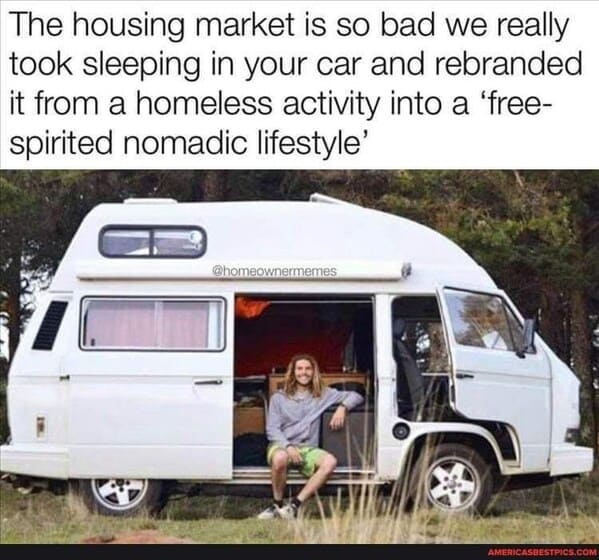 The housing market is so bad we really
took sleeping in your car and rebranded
it from a homeless activity into a ‘free-
spirited nomadic lifestyle’
@homeownermemes
AMERICASBESTPICS.COM